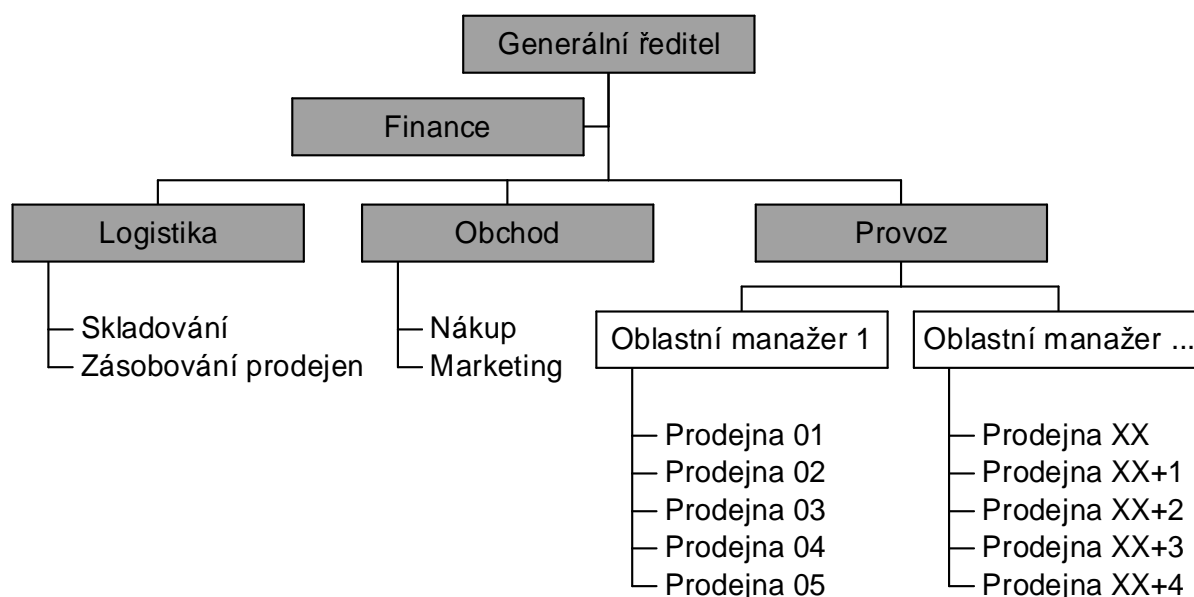 Generální ředitel
Finance
Logistika
Obchod
Provoz
Skladování
Zásobování prodejen
Nákup
Marketing
Oblastní manažer 1
Prodejna 01
Prodejna 02
Prodejna 03
Prodejna 04
Prodejna 05
Oblastní manažer ...
Prodejna XX
Prodejna XX+1
Prodejna XX+2
Prodejna XX+3
Prodejna XX+4